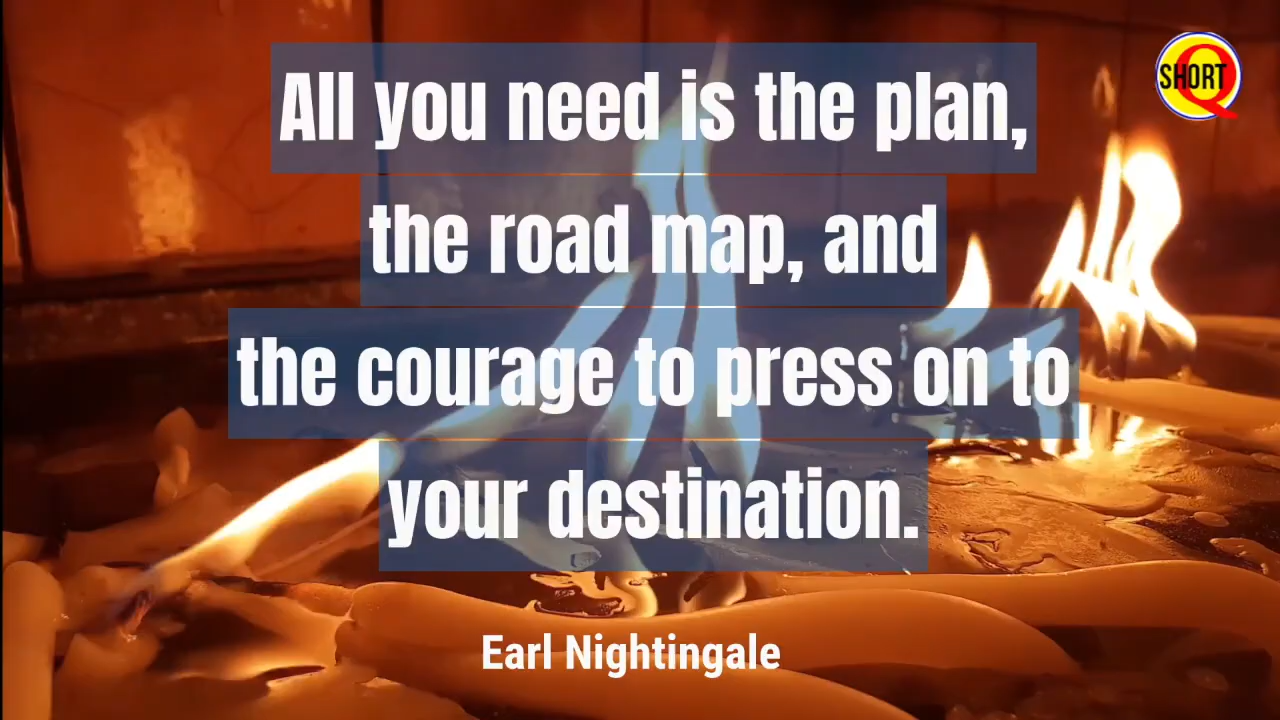 All you need is the plan,
the road map, and
the courage to press on to
your destination.
Earl Nightingale
SHORT Q